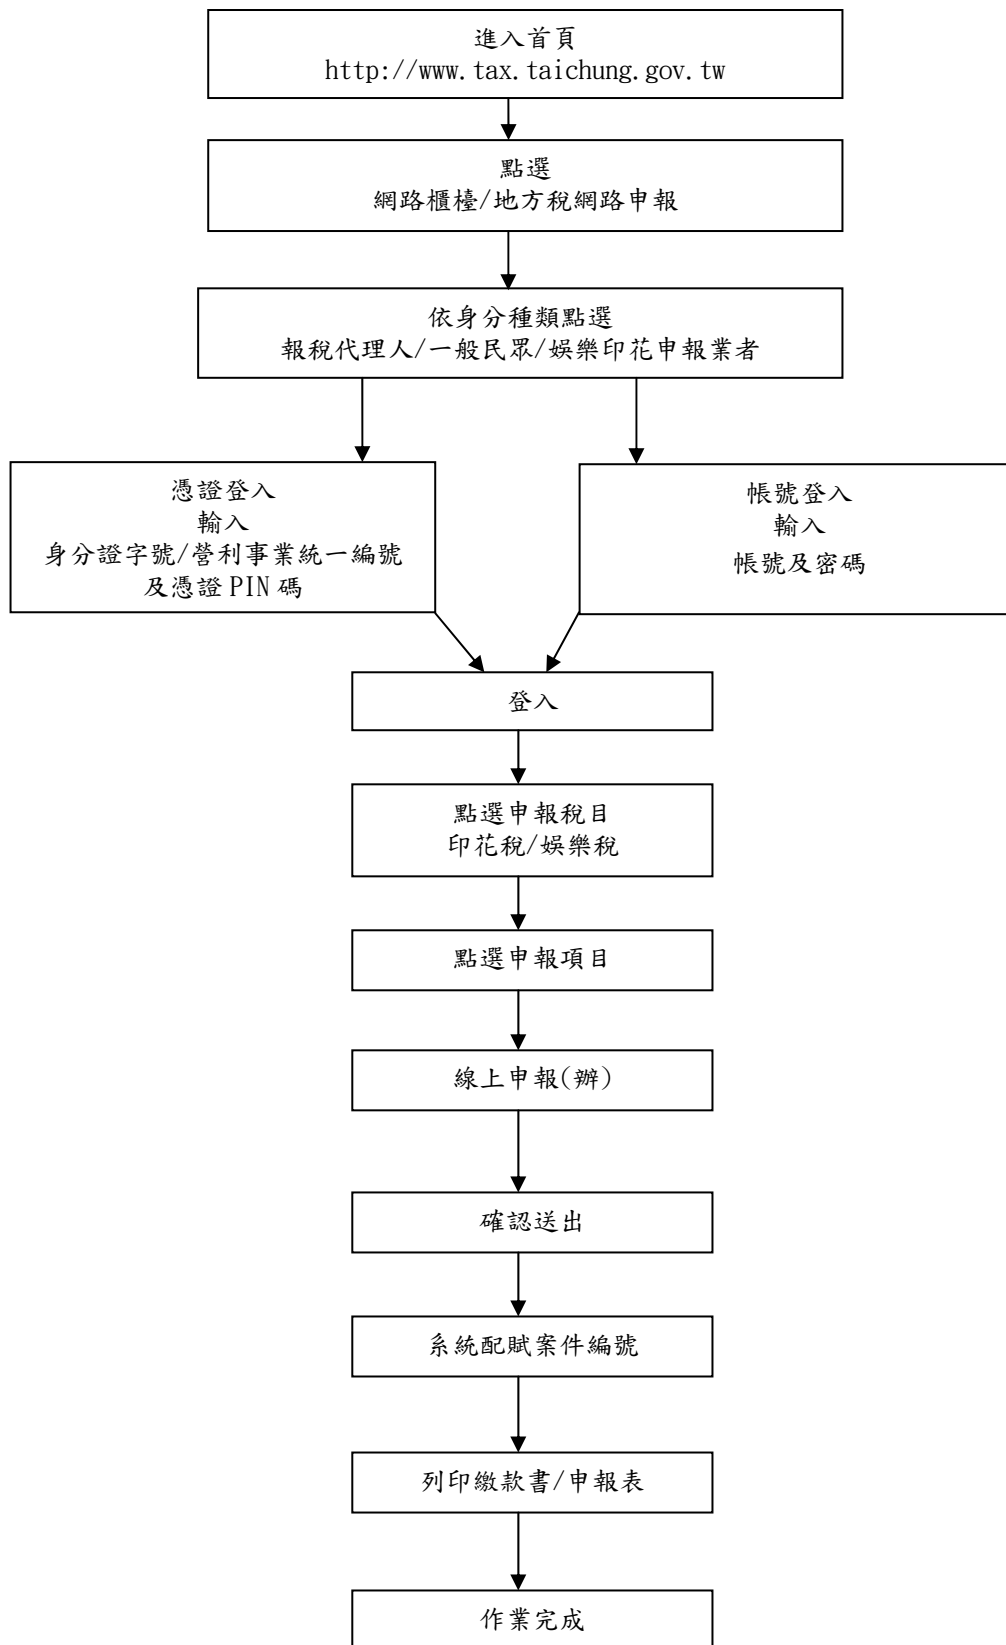 進入首頁
http://www.tax.taichung.gov.tw
點選
網路櫃檯/地方稅網路申報
依身分種類點選
報稅代理人/一般民眾/娛樂印花申報業者
憑證登入
輸入
身分證字號/營利事業統一編號
及憑證 PIN 碼
帳號登入
輸入
帳號及密碼
登入
點選申報稅目
印花稅/娛樂稅
點選申報項目
線上申報(辦)
確認送出
系統配賦案件編號
列印繳款書/申報表
作業完成